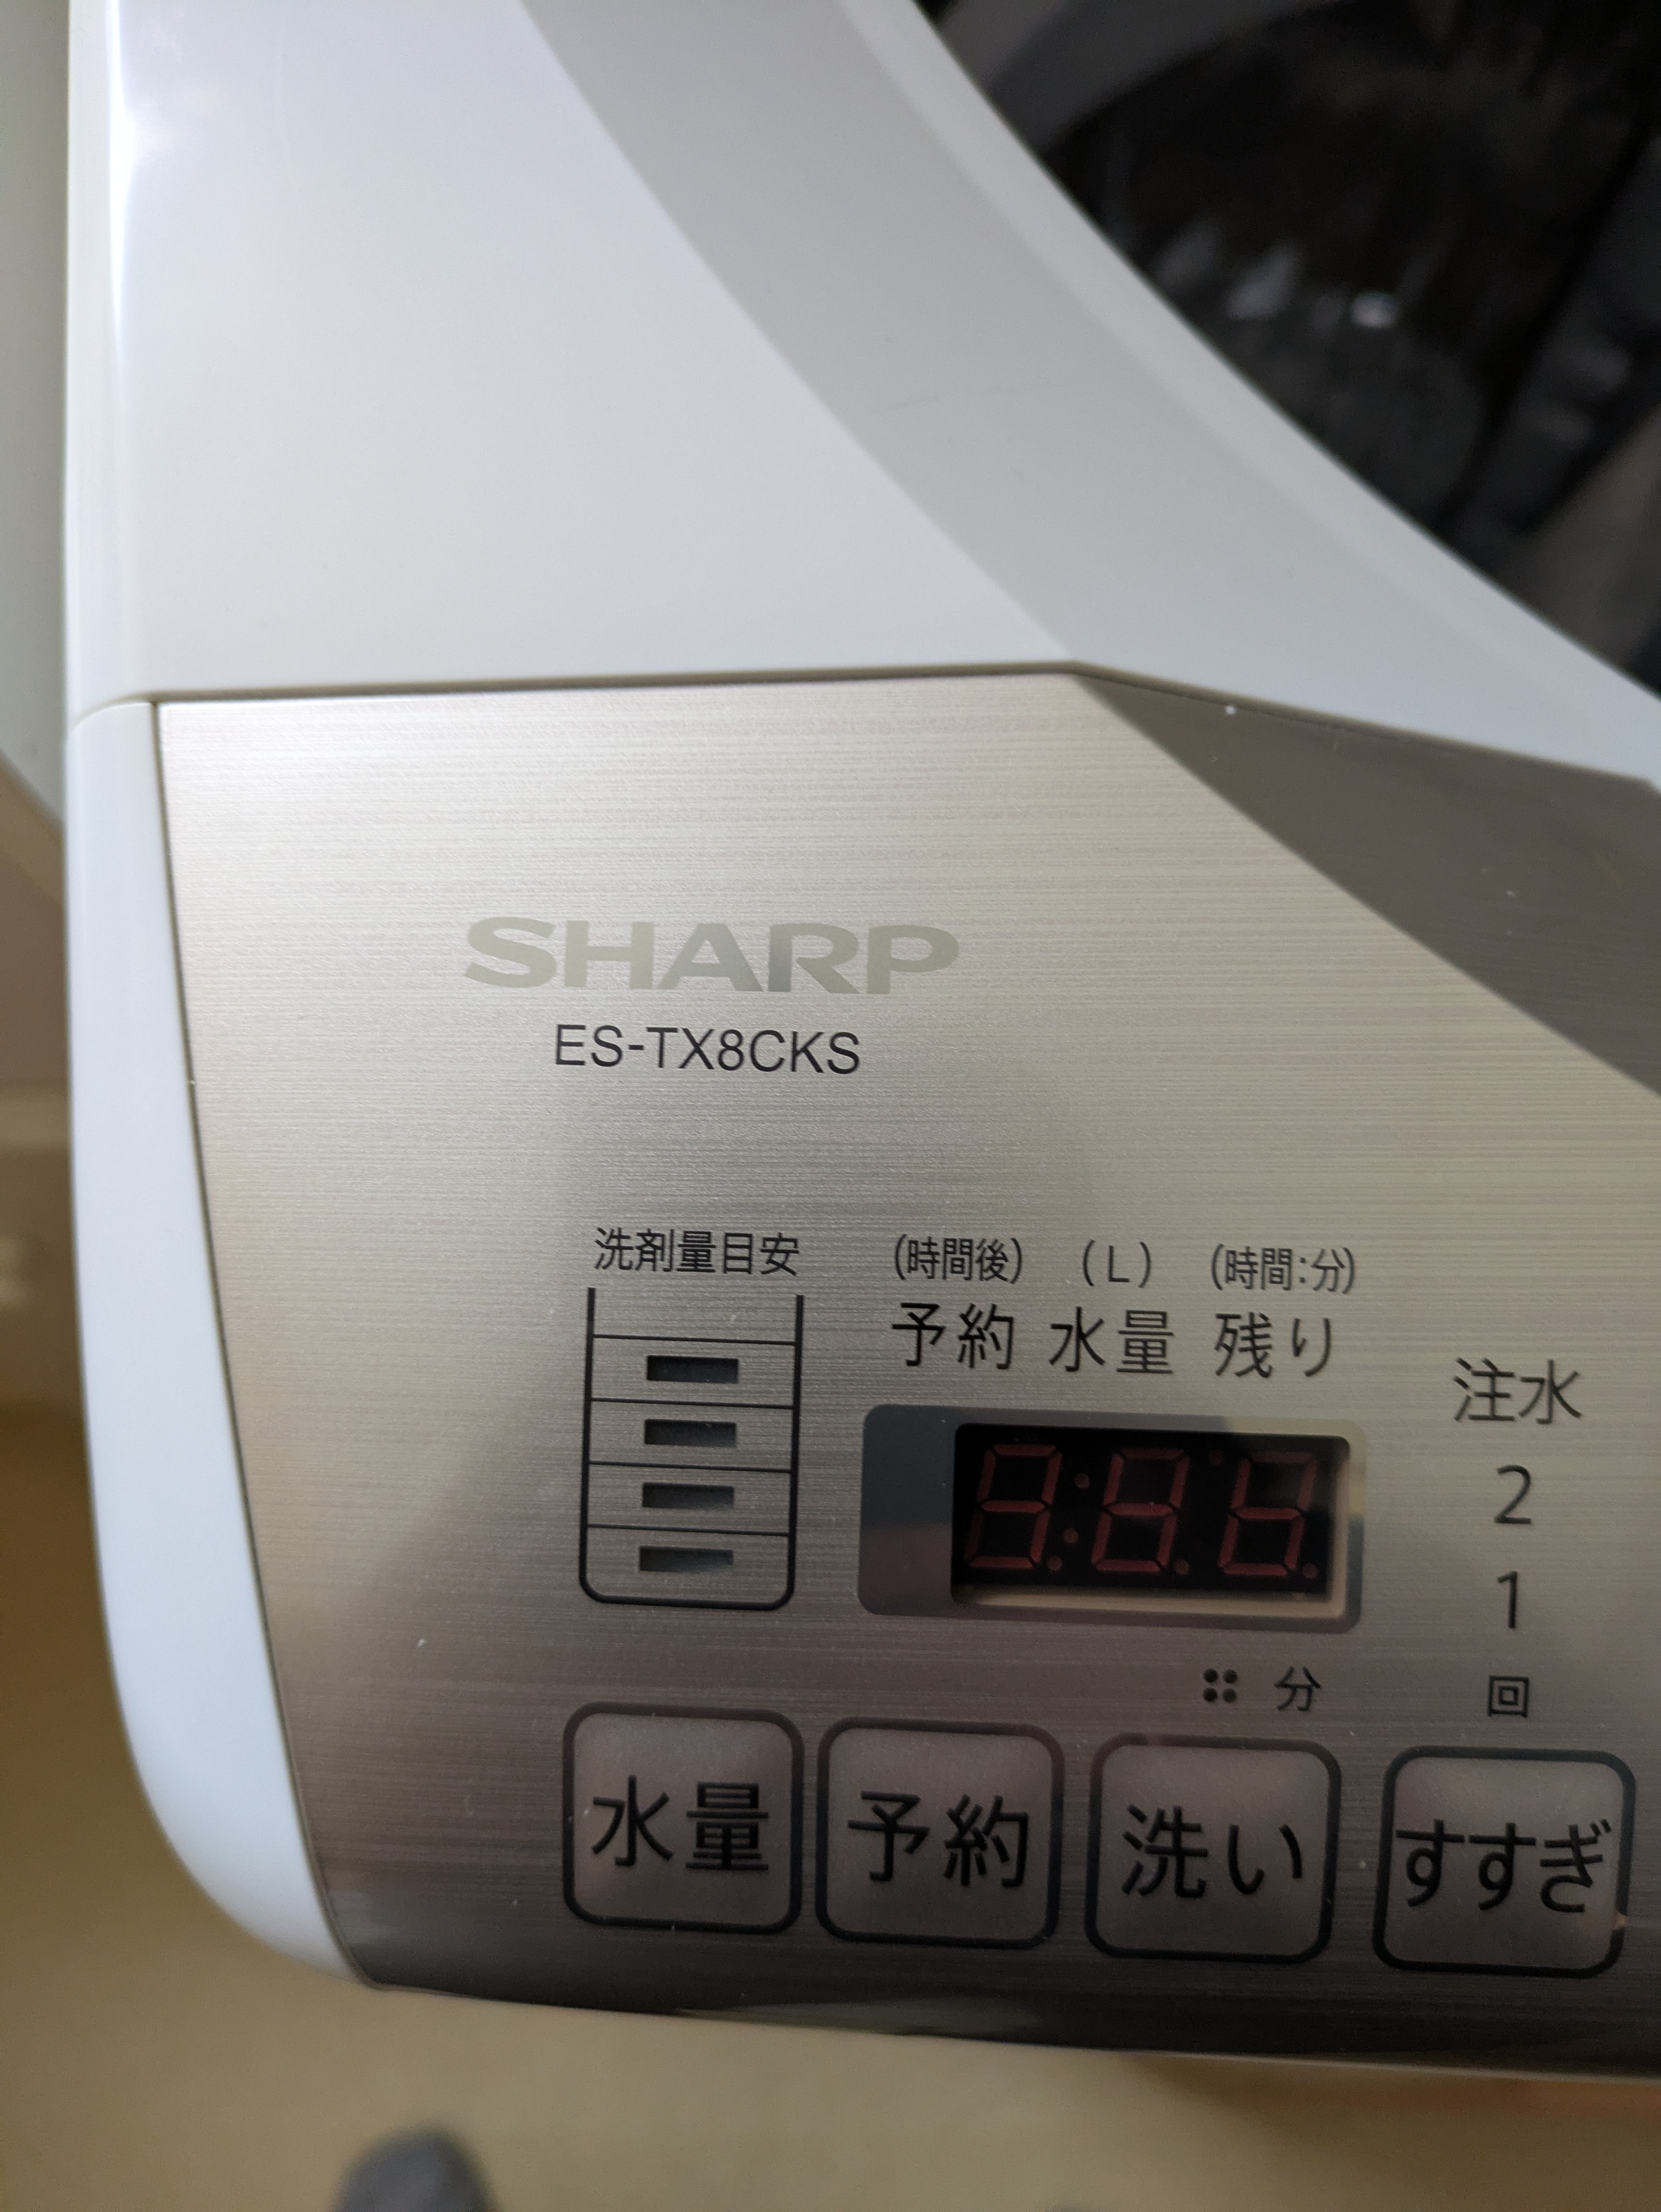 SHARP
ES-TX8CKS
洗剤量目安
(時間後) (L) (時間:分)
予約 水量 残り
注水
2
1
分 回
水量 予約 洗い すすぎ